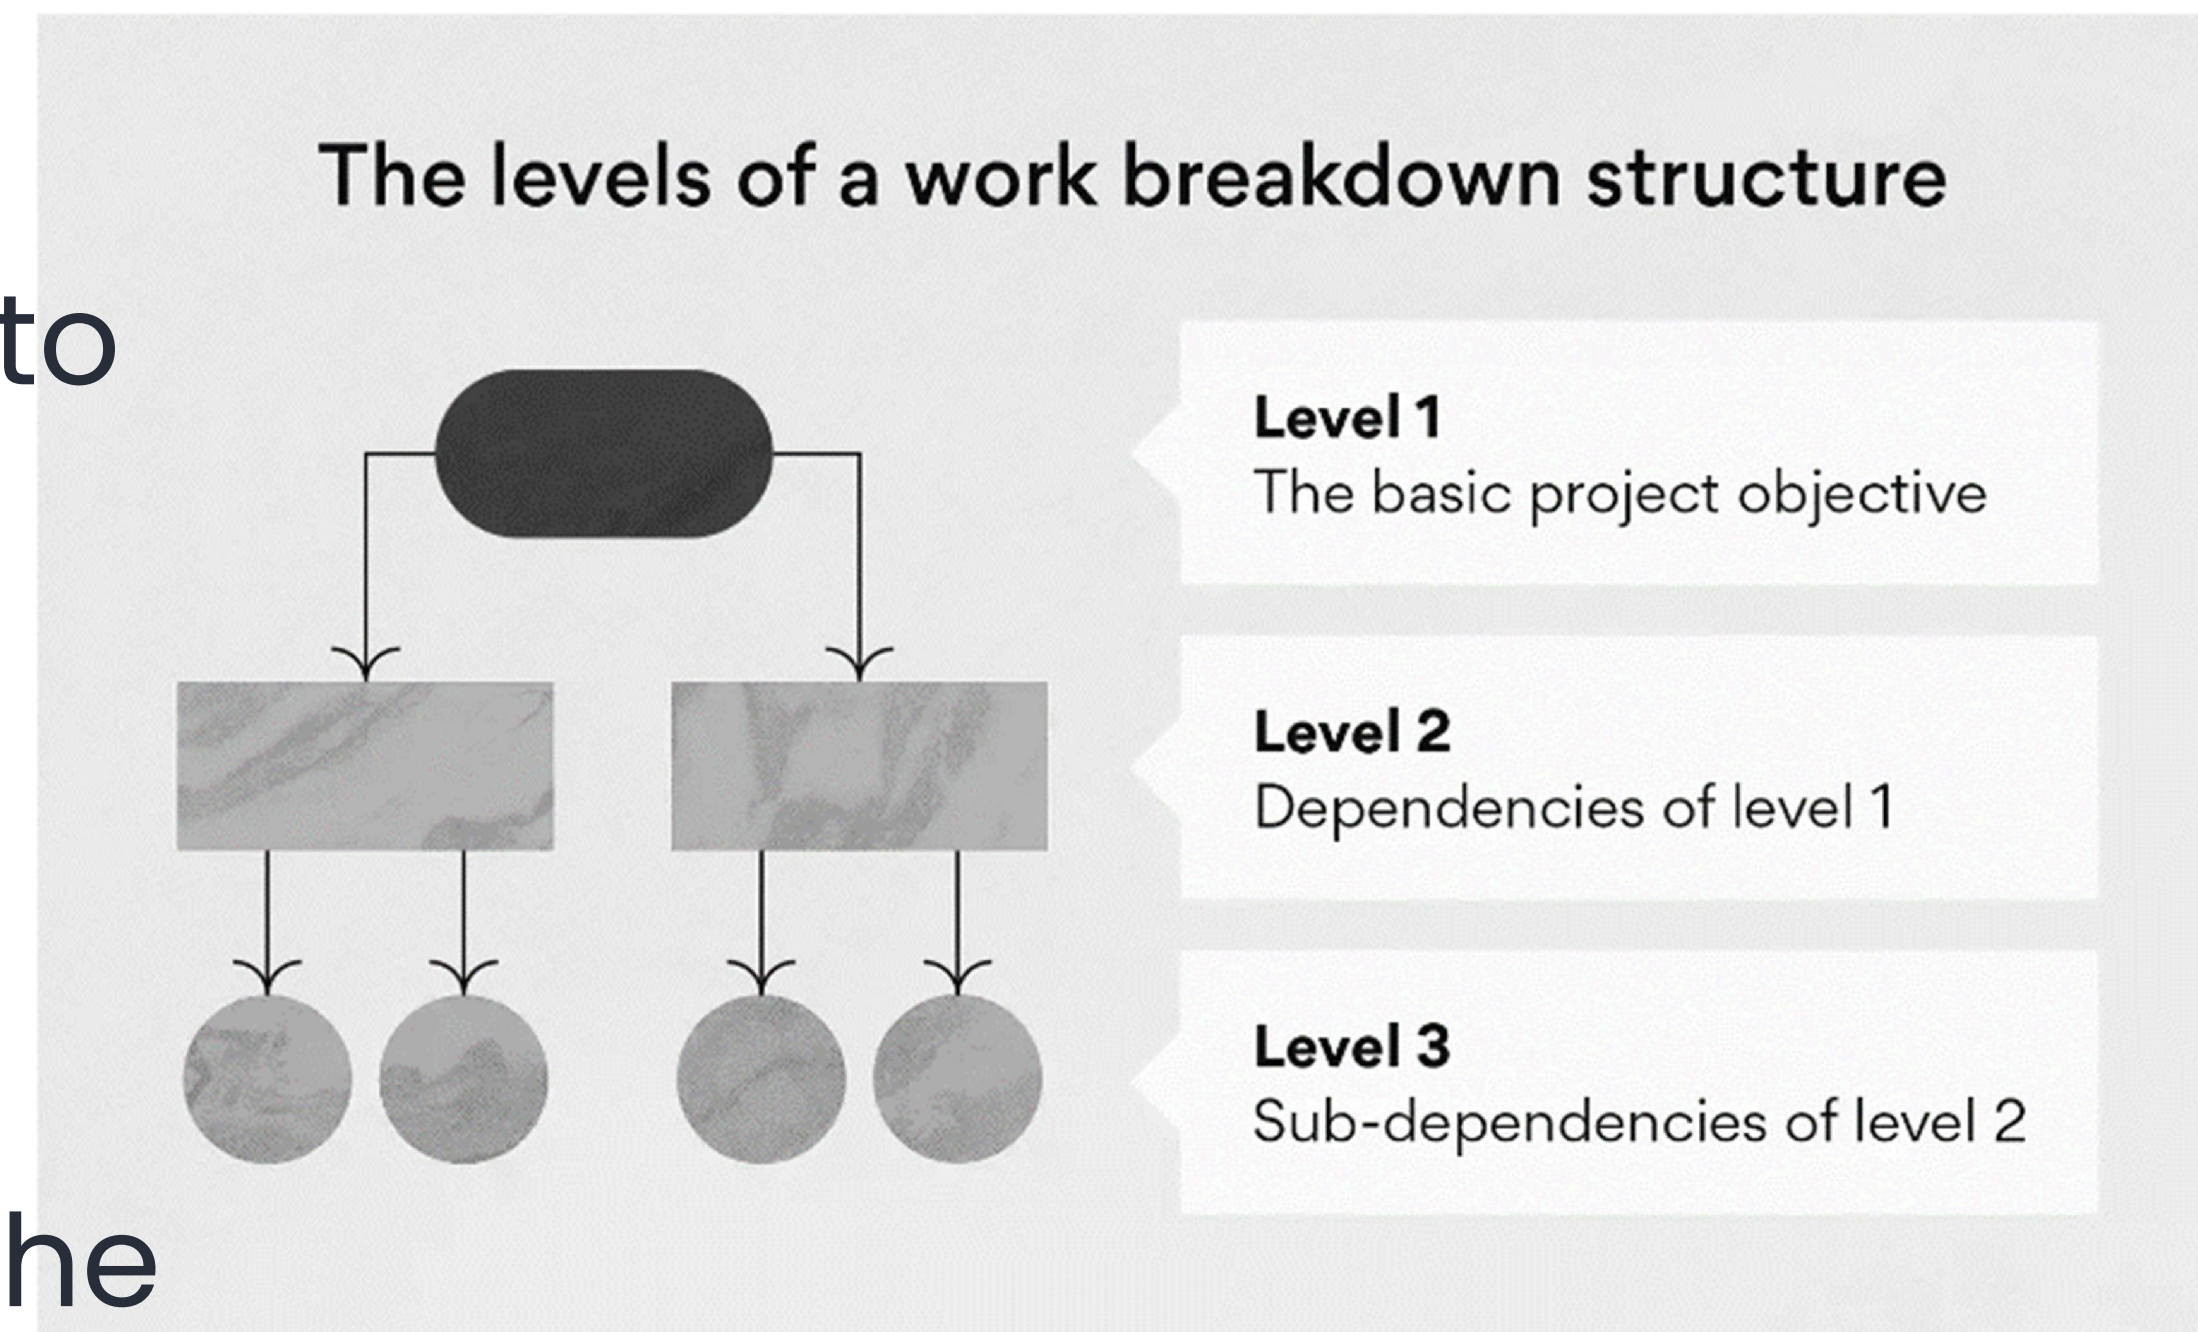 The levels of a work breakdown structure
to
Level 1
The basic project objective
Level 2
Dependencies of level 1
Level 3
Sub-dependencies of level 2
he